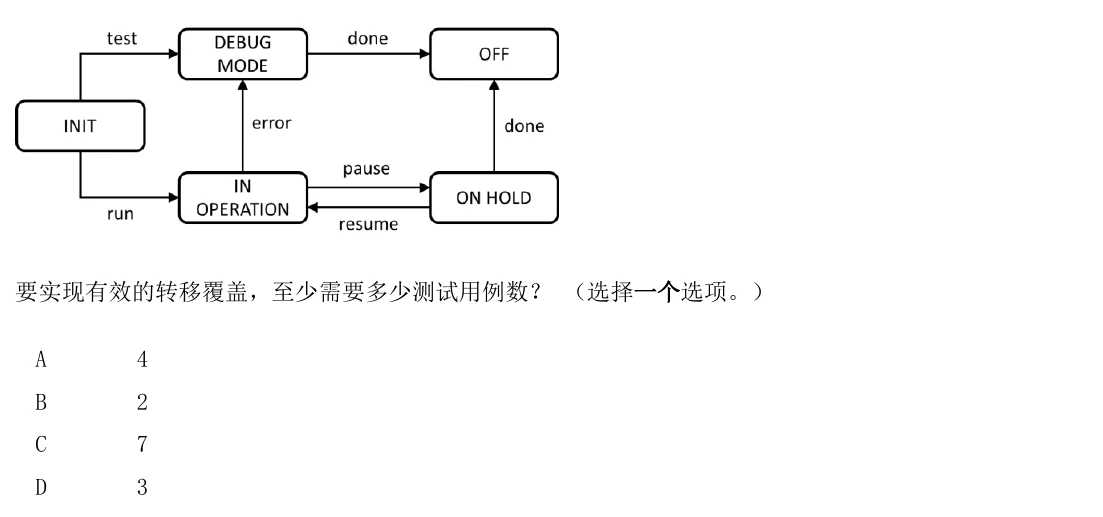 test
DEBUG
MODE
done
OFF
INIT
error
done
pause
IN
OPERATION
ON HOLD
run
resume
要实现有效的转移覆盖，至少需要多少测试用例数？ （选择一个选项。）
A 4
B 2
C 7
D 3